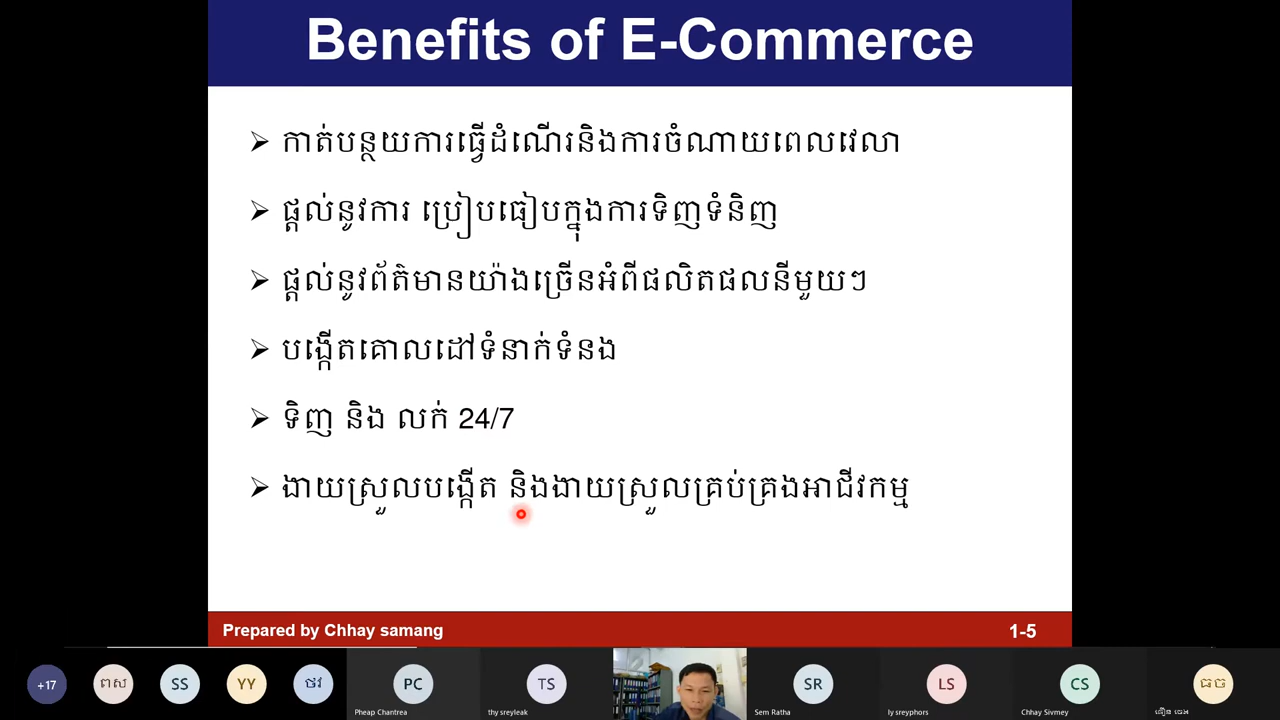 Benefits of E-Commerce
➢ កាត់បន្ថយការធ្វើដំណើរនិងការចំណាយពេលវេលា
➢ ផ្តល់នូវការ ប្រៀបធៀបក្នុងការទិញទំនិញ
➢ ផ្តល់នូវព័ត៌មានយ៉ាងច្រើនអំពីផលិតផលនីមួយៗ
➢ បង្កើតគោលដៅទំនាក់ទំនង
➢ ទិញ និង លក់ 24/7
➢ ងាយស្រួលបង្កើត និងងាយស្រួលគ្រប់គ្រងអាជីវកម្ម
Prepared by Chhay samang 1-5
+17 ពស SS YY ថវ PC TS SR LS CS ធច
Pheap Chantrea thy sreyleak Sem Ratha ly sreyphors Chhay Sivmey